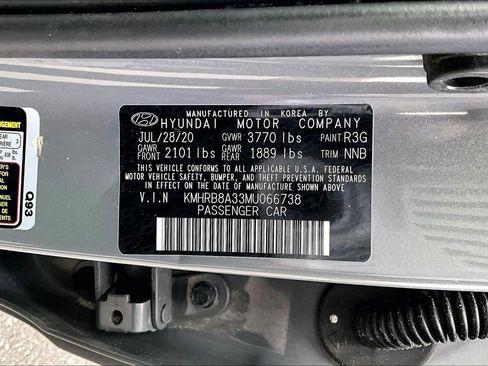 MANUFACTURED IN KOREA BY
HYUNDAI MOTOR COMPANY
JUL/28/20 GVWR 3770 lbs PAINT R3G
GAWR FRONT 2101 lbs GAWR REAR 1889 lbs TRIM NNB
THIS VEHICLE CONFORMS TO ALL APPLICABLE U.S.A. FEDERAL
MOTOR VEHICLE SAFETY, BUMPER, AND THEFT PREVENTION
STANDARDS IN EFFECT ON THE DATE OF MANUFACTURE SHOWN ABOVE.
V.I.N KMHRB8A33MU066738
PASSENGER CAR
093